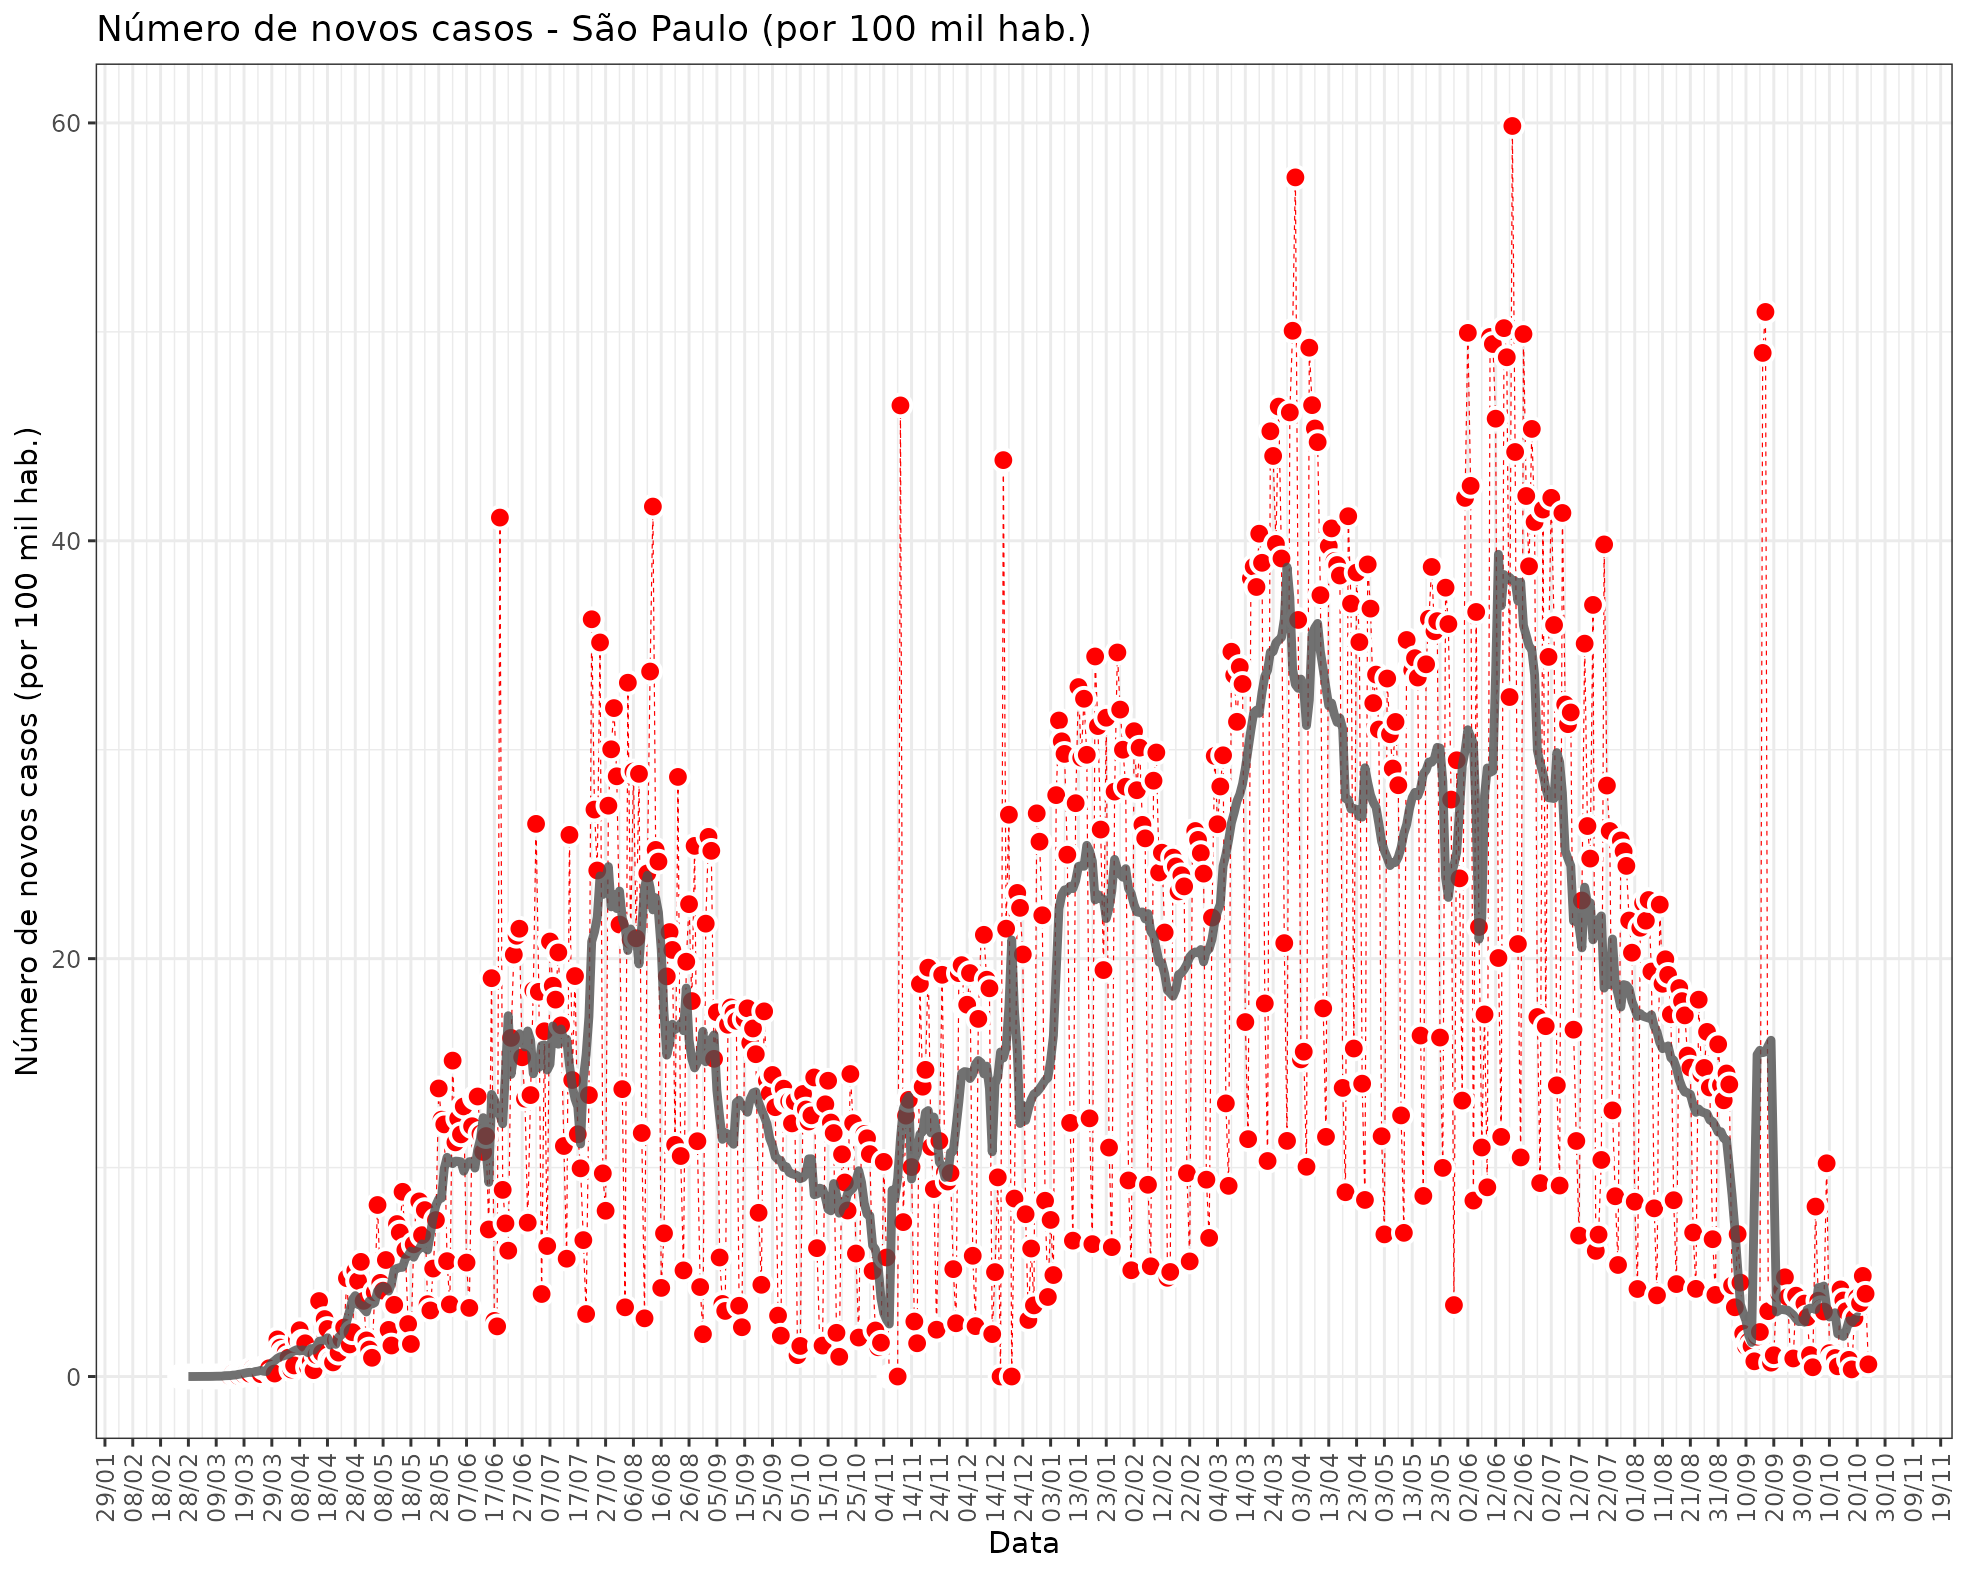 Número de novos casos - São Paulo (por 100 mil hab.)
Número de novos casos (por 100 mil hab.)
60
40
20
0
29/01 08/02 18/02 28/02 09/03 19/03 29/03 08/04 18/04 28/04 08/05 18/05 28/05 07/06 17/06 27/06 07/07 17/07 27/07 06/08 16/08 26/08 05/09 15/09 25/09 05/10 15/10 25/10 04/11 14/11 24/11 04/12 14/12 24/12 03/01 13/01 23/01 02/02 12/02 22/02 04/03 14/03 24/03 03/04 13/04 23/04 03/05 13/05 23/05 02/06 12/06 22/06 02/07 12/07 22/07 01/08 11/08 21/08 31/08 10/09 20/09 30/09 10/10 20/10 30/10 09/11 19/11
Data